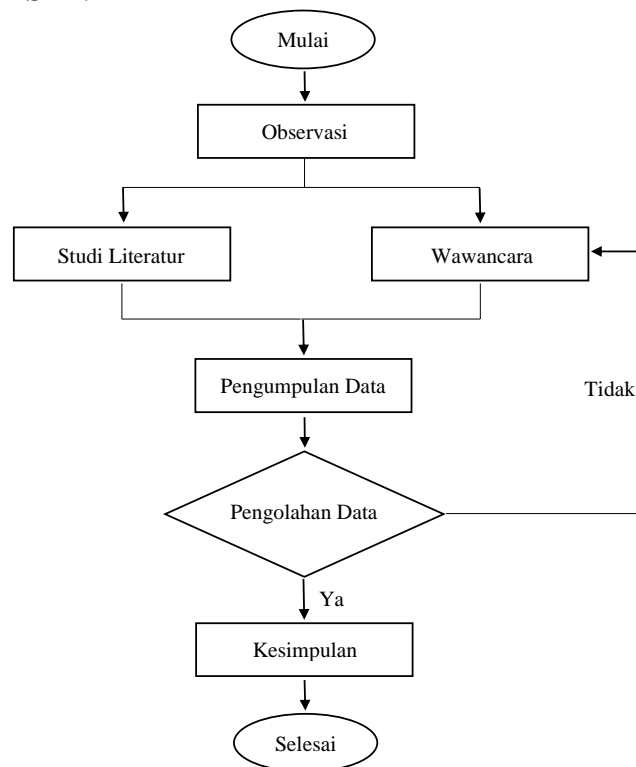 Mulai
Observasi
Studi Literatur
Wawancara
Pengumpulan Data
Tidak
Pengolahan Data
Ya
Kesimpulan
Selesai